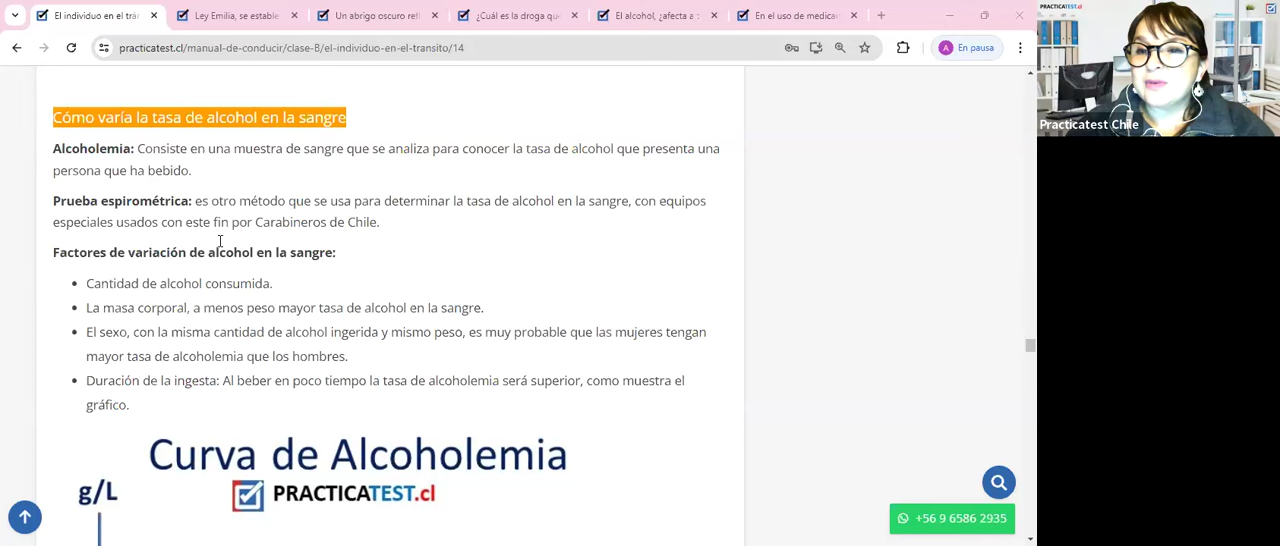 El individuo en el trán
Ley Emilia, se estable
Un abrigo oscuro refl
¿Cuál es la droga que
El alcohol, ¿afecta a t
En el uso de medica
practicatest.cl/manual-de-conducir/clase-B/el-individuo-en-el-transito/14
A En pausa
PRACTICATEST.cl
Practicatest Chile
Cómo varía la tasa de alcohol en la sangre
Alcoholemia: Consiste en una muestra de sangre que se analiza para conocer la tasa de alcohol que presenta una
persona que ha bebido.
Prueba espirométrica: es otro método que se usa para determinar la tasa de alcohol en la sangre, con equipos
especiales usados con este fin por Carabineros de Chile.
Factores de variación de alcohol en la sangre:
Cantidad de alcohol consumida.
La masa corporal, a menos peso mayor tasa de alcohol en la sangre.
El sexo, con la misma cantidad de alcohol ingerida y mismo peso, es muy probable que las mujeres tengan
mayor tasa de alcoholemia que los hombres.
Duración de la ingesta: Al beber en poco tiempo la tasa de alcoholemia será superior, como muestra el
gráfico.
Curva de Alcoholemia
g/L
PRACTICATEST.cl
+56 9 6586 2935